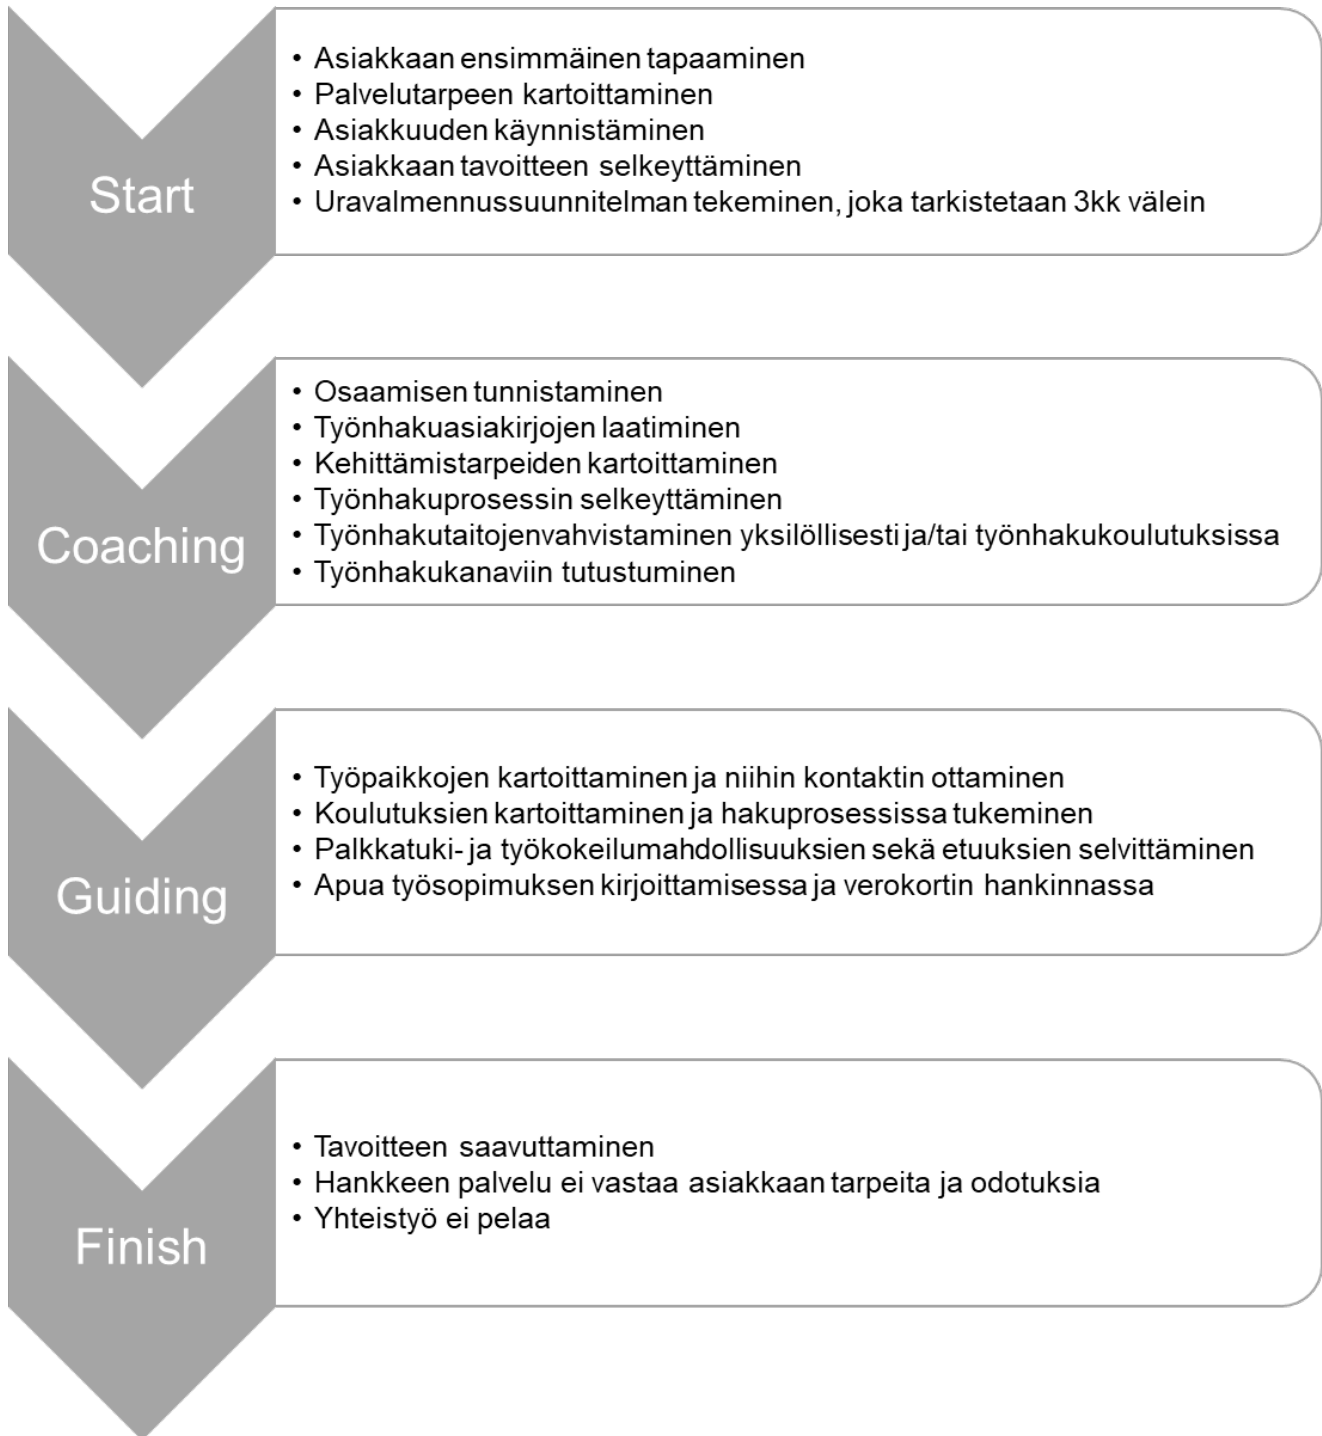 Start
• Asiakkaan ensimmäinen tapaaminen
• Palvelutarpeen kartoittaminen
• Asiakkuuden käynnistäminen
• Asiakkaan tavoitteen selkeyttäminen
• Uravalmennussuunnitelman tekeminen, joka tarkistetaan 3kk välein
Coaching
• Osaamisen tunnistaminen
• Työnhakuasiakirjojen laatiminen
• Kehittämistarpeiden kartoittaminen
• Työnhakuprosessin selkeyttäminen
• Työnhakutaitojenvahvistaminen yksilöllisesti ja/tai työnhakukoulutuksissa
• Työnhakukanaviin tutustuminen
Guiding
• Työpaikkojen kartoittaminen ja niihin kontaktin ottaminen
• Koulutuksien kartoittaminen ja hakuprosessissa tukeminen
• Palkkatuki- ja työkokeilumahdollisuuksien sekä etuuksien selvittäminen
• Apua työsopimuksen kirjoittamisessa ja verokortin hankinnassa
Finish
• Tavoitteen saavuttaminen
• Hankkeen palvelu ei vastaa asiakkaan tarpeita ja odotuksia
• Yhteistyö ei pelaa